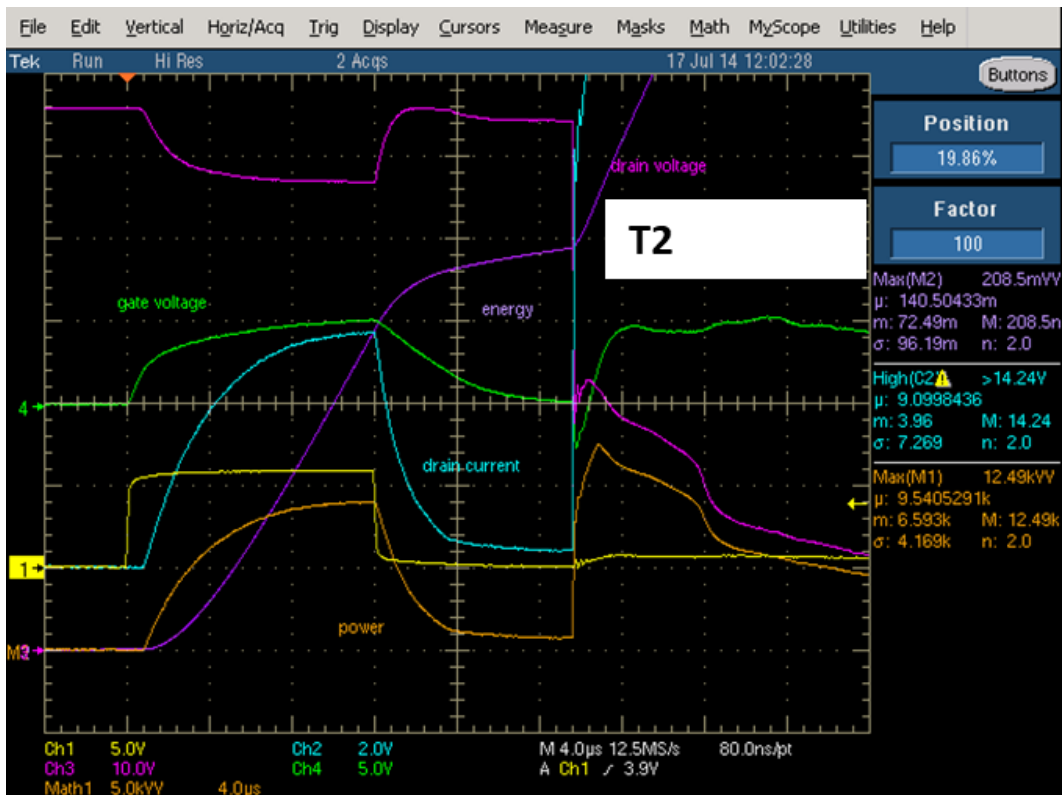 File Edit Vertical Horiz/Acq Trig Display Cursors Measure Masks Math MyScope Utilities Help
Tek Run Hi Res 2 Acqs 17 Jul 14 12:02:28
Buttons
Position
19.86%
Factor
100
drain voltage
T2
gate voltage
energy
drain current
power
4
1
Max(M2) 208.5mVV
µ: 140.50433m
m: 72.49m M: 208.5n
σ: 96.19m n: 2.0
High(C2) >14.24V
µ: 9.0998436
m: 3.96 M: 14.24
σ: 7.269 n: 2.0
Max(M1) 12.49kVV
µ: 9.5405291k
m: 6.593k M: 12.49k
σ: 4.169k n: 2.0
Ch1 5.0V Ch2 2.0V M 4.0µs 12.5MS/s 80.0ns/pt
Ch3 10.0V Ch4 5.0V A Ch1 3.9V
Math1 5.0kVV 4.0µs